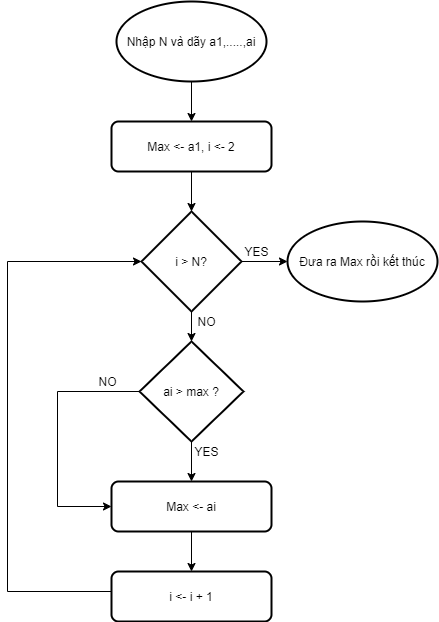 Nhập N và dãy a1,.....,ai
Max <- a1, i <- 2
i > N?
YES
Đưa ra Max rồi kết thúc
NO
NO
ai > max ?
YES
Max <- ai
i <- i + 1